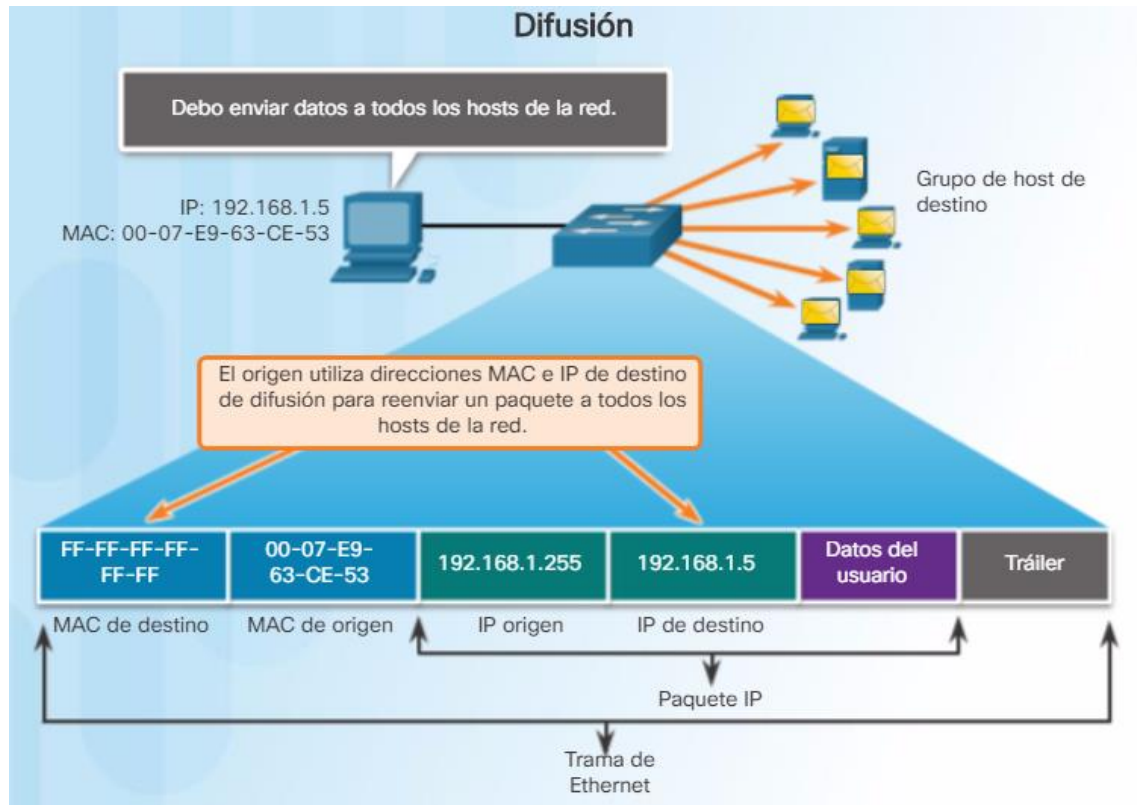 Difusión
Debo enviar datos a todos los hosts de la red.
IP: 192.168.1.5
MAC: 00-07-E9-63-CE-53
Grupo de host de
destino
El origen utiliza direcciones MAC e IP de destino
de difusión para reenviar un paquete a todos los
hosts de la red.
FF-FF-FF-FF-
FF-FF
00-07-E9-
63-CE-53
192.168.1.255
192.168.1.5
Datos del
usuario
Tráiler
MAC de destino
MAC de origen
IP origen
IP de destino
Paquete IP
Trama de
Ethernet